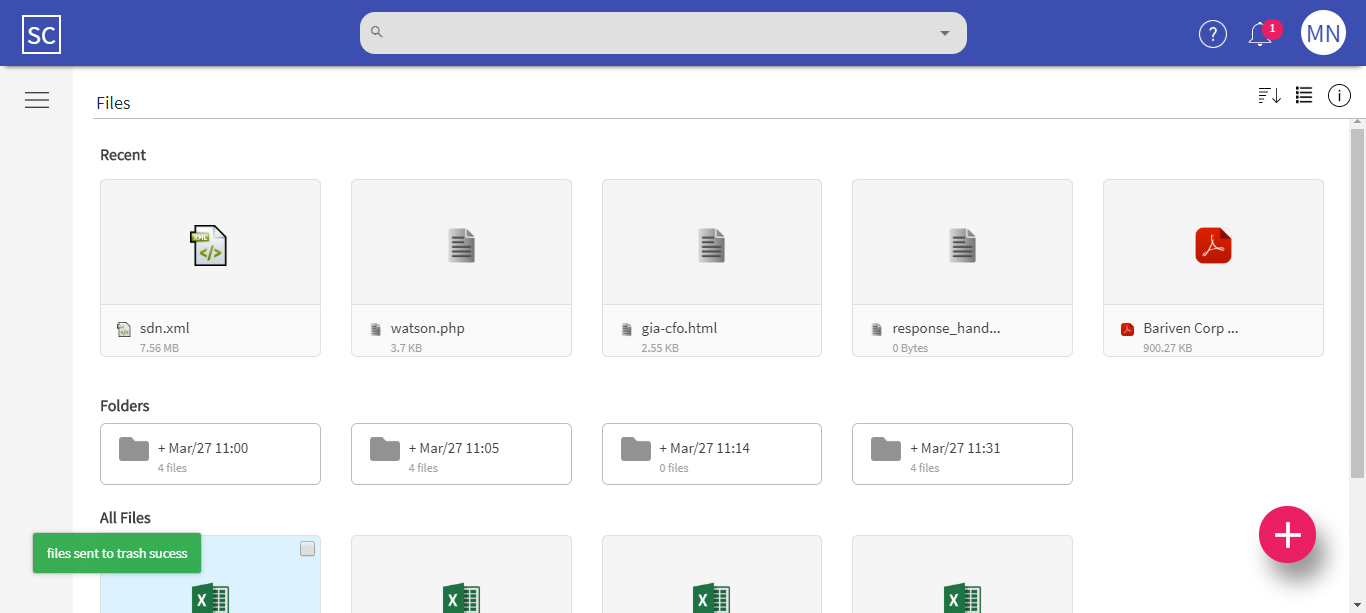 SC
?
1
MN
Files
i
Recent
XML
</>
sdn.xml
7.56 MB
watson.php
3.7 KB
gia-cfo.html
2.55 KB
response_hand...
0 Bytes
Bariven Corp ...
900.27 KB
Folders
+ Mar/27 11:00
4 files
+ Mar/27 11:05
4 files
+ Mar/27 11:14
0 files
+ Mar/27 11:31
4 files
All Files
files sent to trash sucess
X
X
X
X